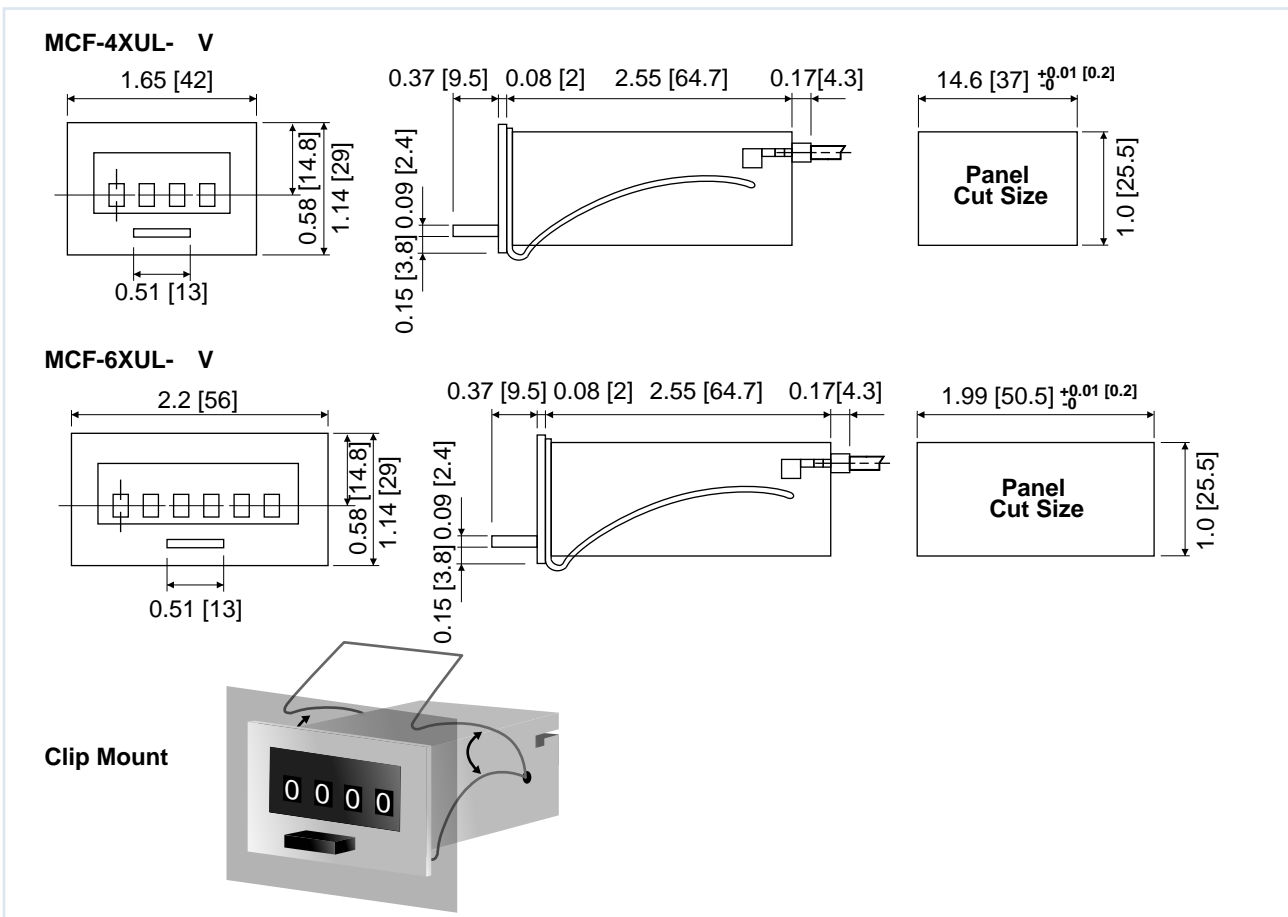 MCF-4XUL- V
1.65 [42]
0.37 [9.5] 0.08 [2] 2.55 [64.7] 0.17[4.3]
14.6 [37] +0.01 [0.2] -0
0.58 [14.8]
1.14 [29]
0.51 [13]
0.09 [2.4]
0.15 [3.8]
Panel
Cut Size
1.0 [25.5]
MCF-6XUL- V
2.2 [56]
0.37 [9.5] 0.08 [2] 2.55 [64.7] 0.17[4.3]
1.99 [50.5] +0.01 [0.2] -0
0.58 [14.8]
1.14 [29]
0.51 [13]
0.09 [2.4]
0.15 [3.8]
Panel
Cut Size
1.0 [25.5]
Clip Mount
0 0 0 0